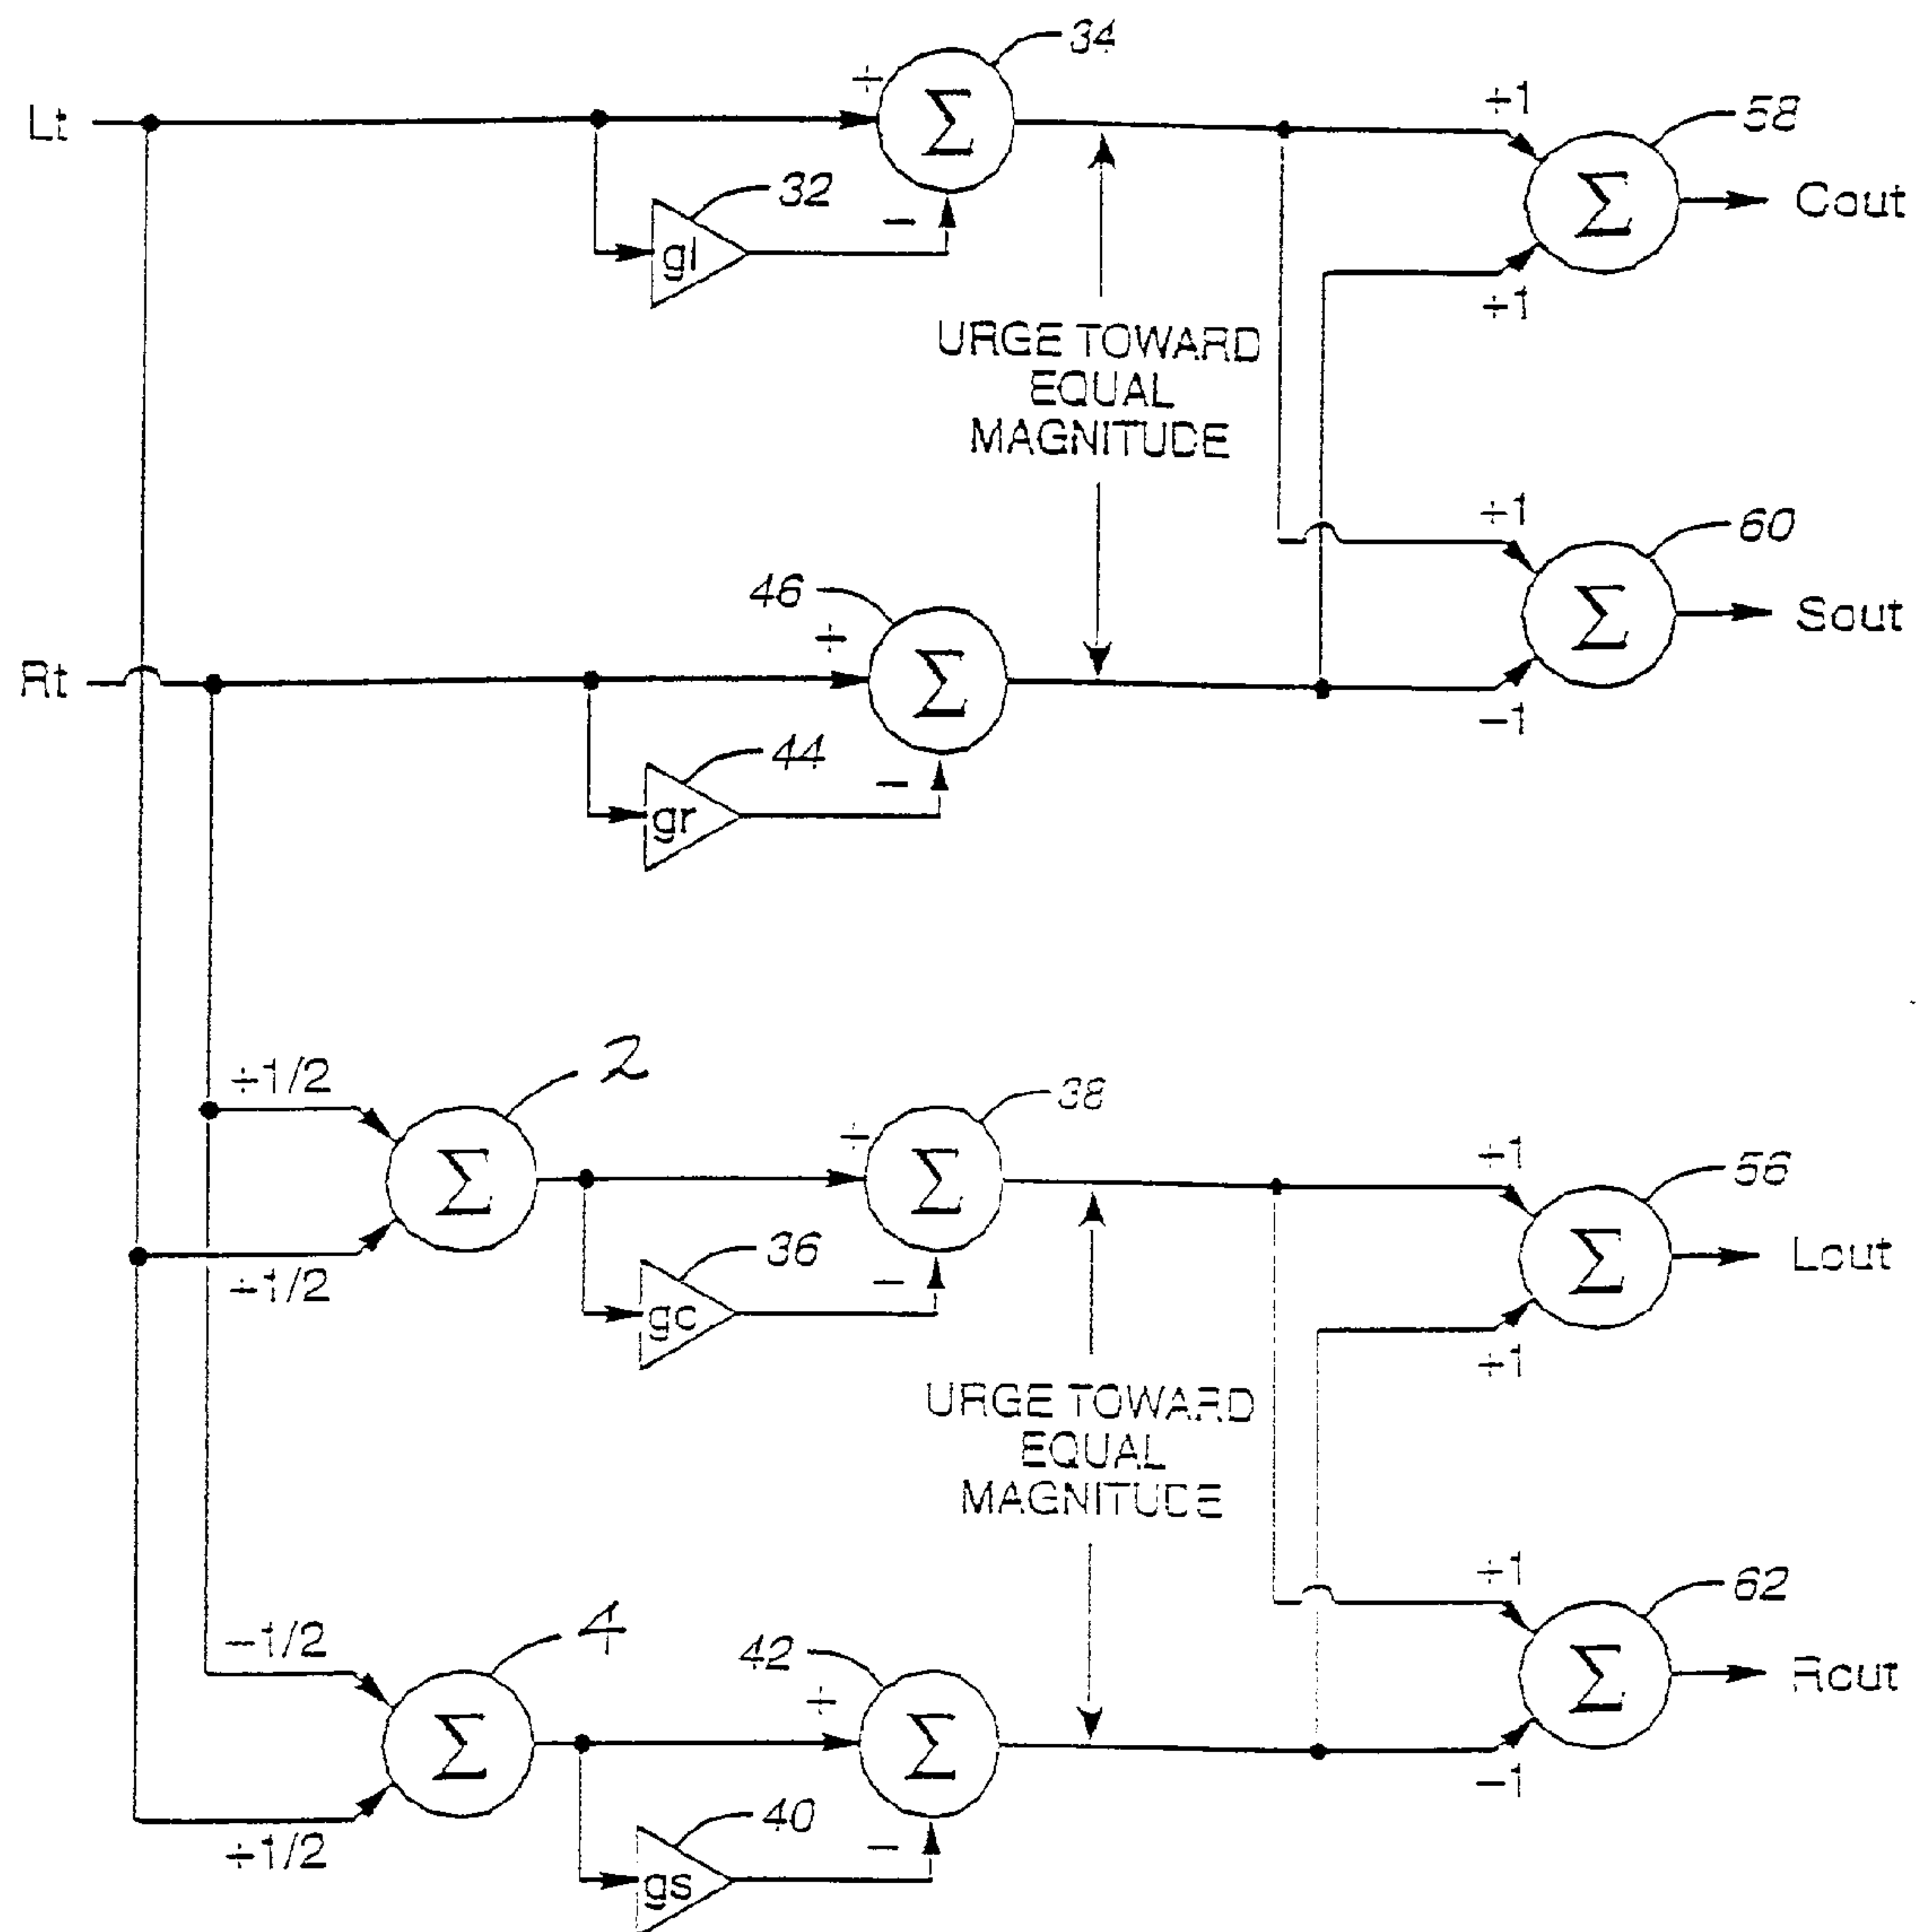 34
+
+1
58
Lt
Σ
32
Σ
Cout
−
gl
+1
URGE TOWARD
EQUAL
MAGNITUDE
+1
60
46
+
Σ
Sout
Rt
Σ
−1
44
−
gr
2
+1/2
38
+
+1
56
Σ
Σ
36
Σ
Lout
+1/2
−
gc
+1
URGE TOWARD
EQUAL
MAGNITUDE
+1
62
−1/2
4
42
+
Σ
Rout
Σ
Σ
−1
40
+1/2
−
gs